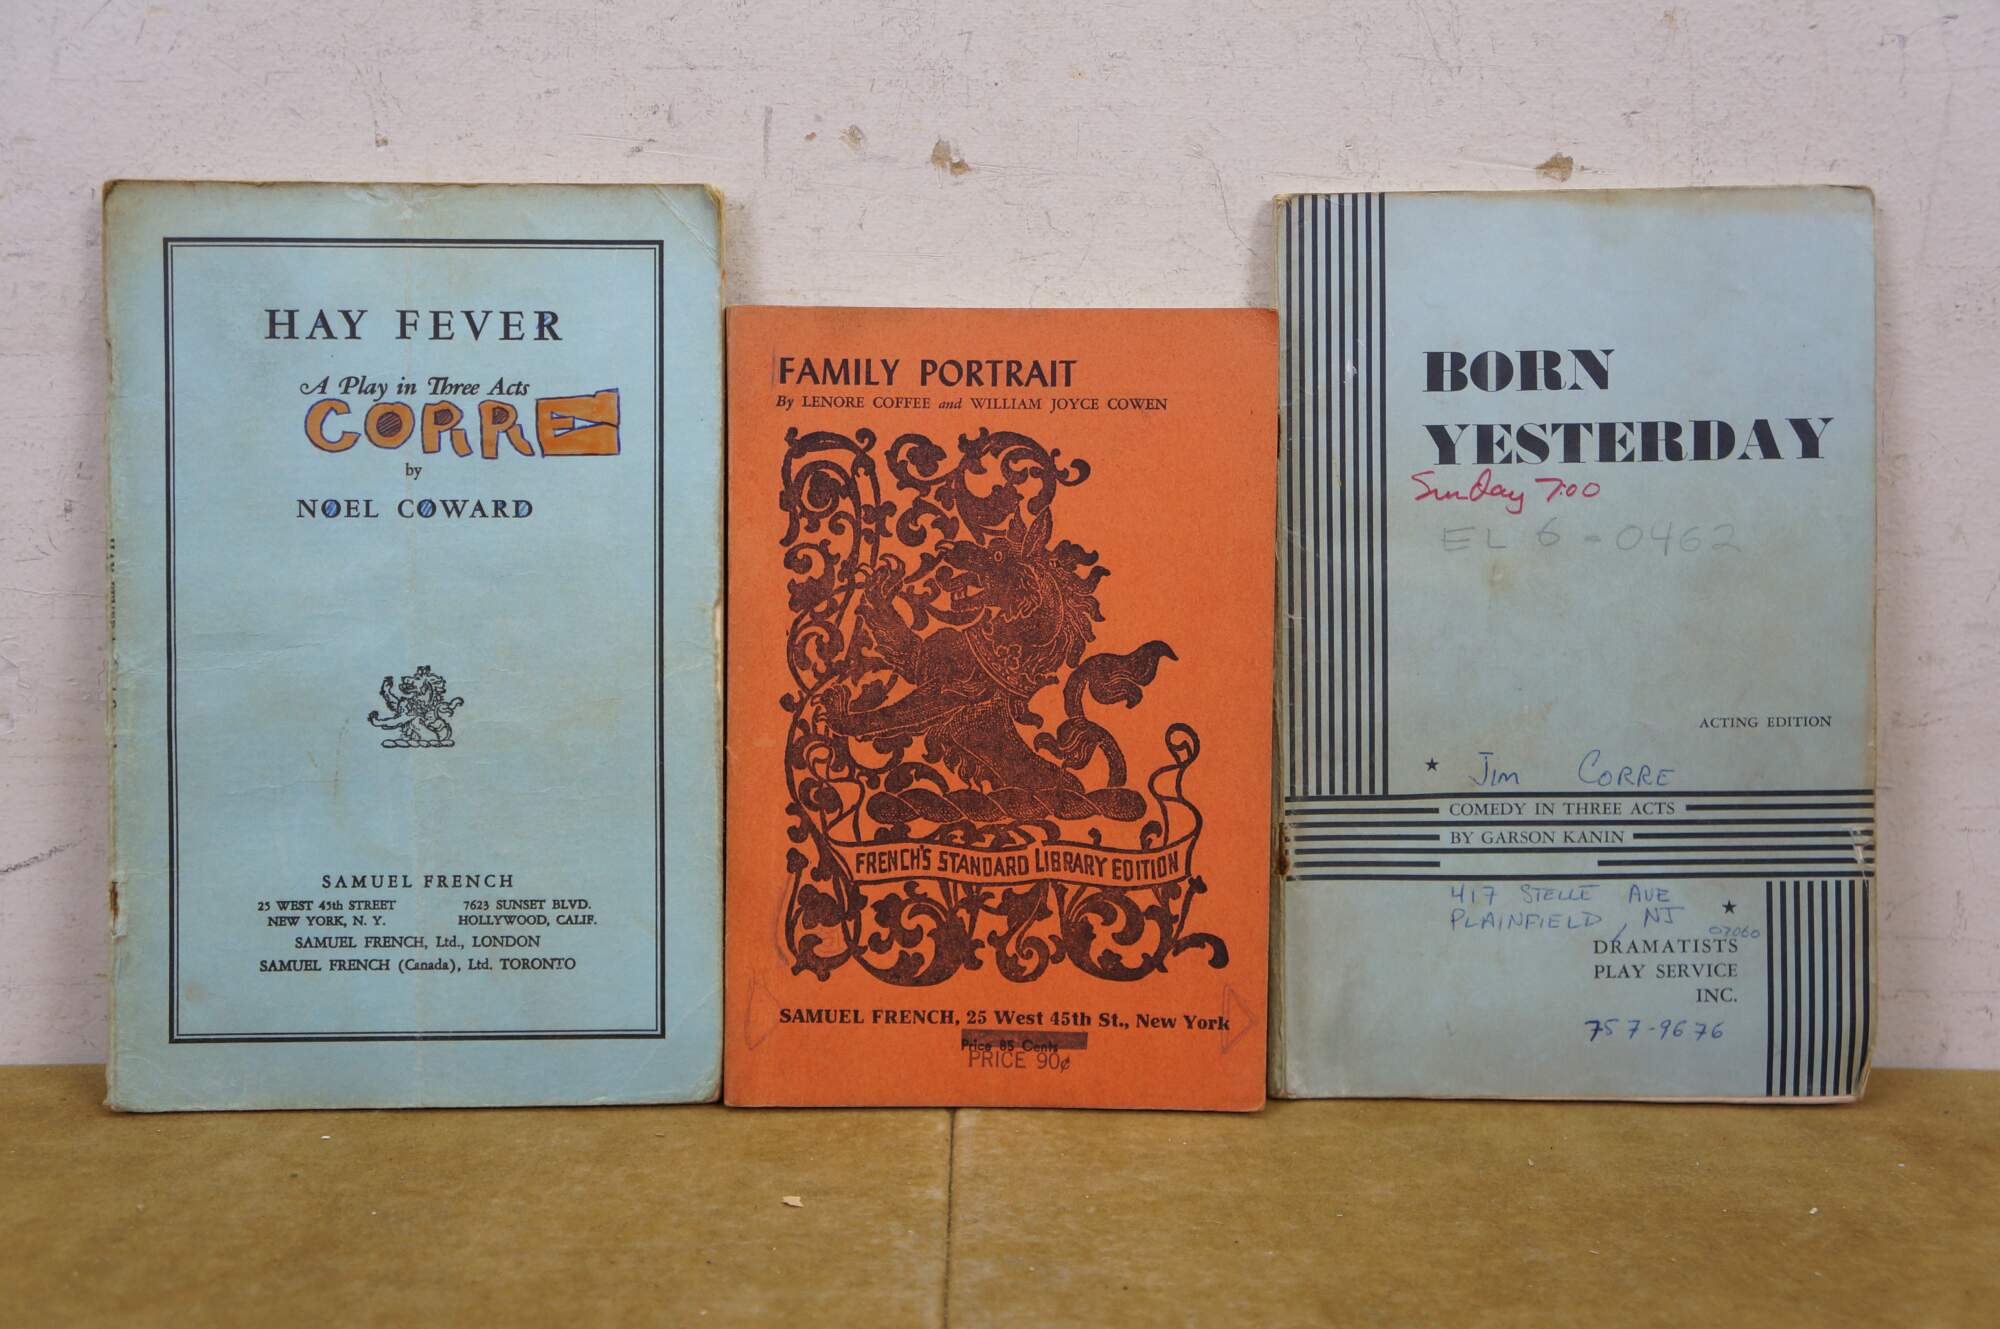 HAY FEVER
A Play in Three Acts
CORRE
by
NOEL COWARD
SAMUEL FRENCH
25 WEST 45th STREET 7623 SUNSET BLVD.
NEW YORK, N. Y. HOLLYWOOD, CALIF.
SAMUEL FRENCH, Ltd., LONDON
SAMUEL FRENCH (Canada), Ltd. TORONTO
FAMILY PORTRAIT
By LENORE COFFEE and WILLIAM JOYCE COWEN
FRENCH'S STANDARD LIBRARY EDITION
SAMUEL FRENCH, 25 West 45th St., New York
Price 85 Cents
PRICE 90¢
BORN
YESTERDAY
Sunday 7:00
EL 6-0462
ACTING EDITION
Jim CORRE
COMEDY IN THREE ACTS
BY GARSON KANIN
417 STELLE AVE
PLAINFIELD, NJ
07060
DRAMATISTS
PLAY SERVICE
INC.
757-9676